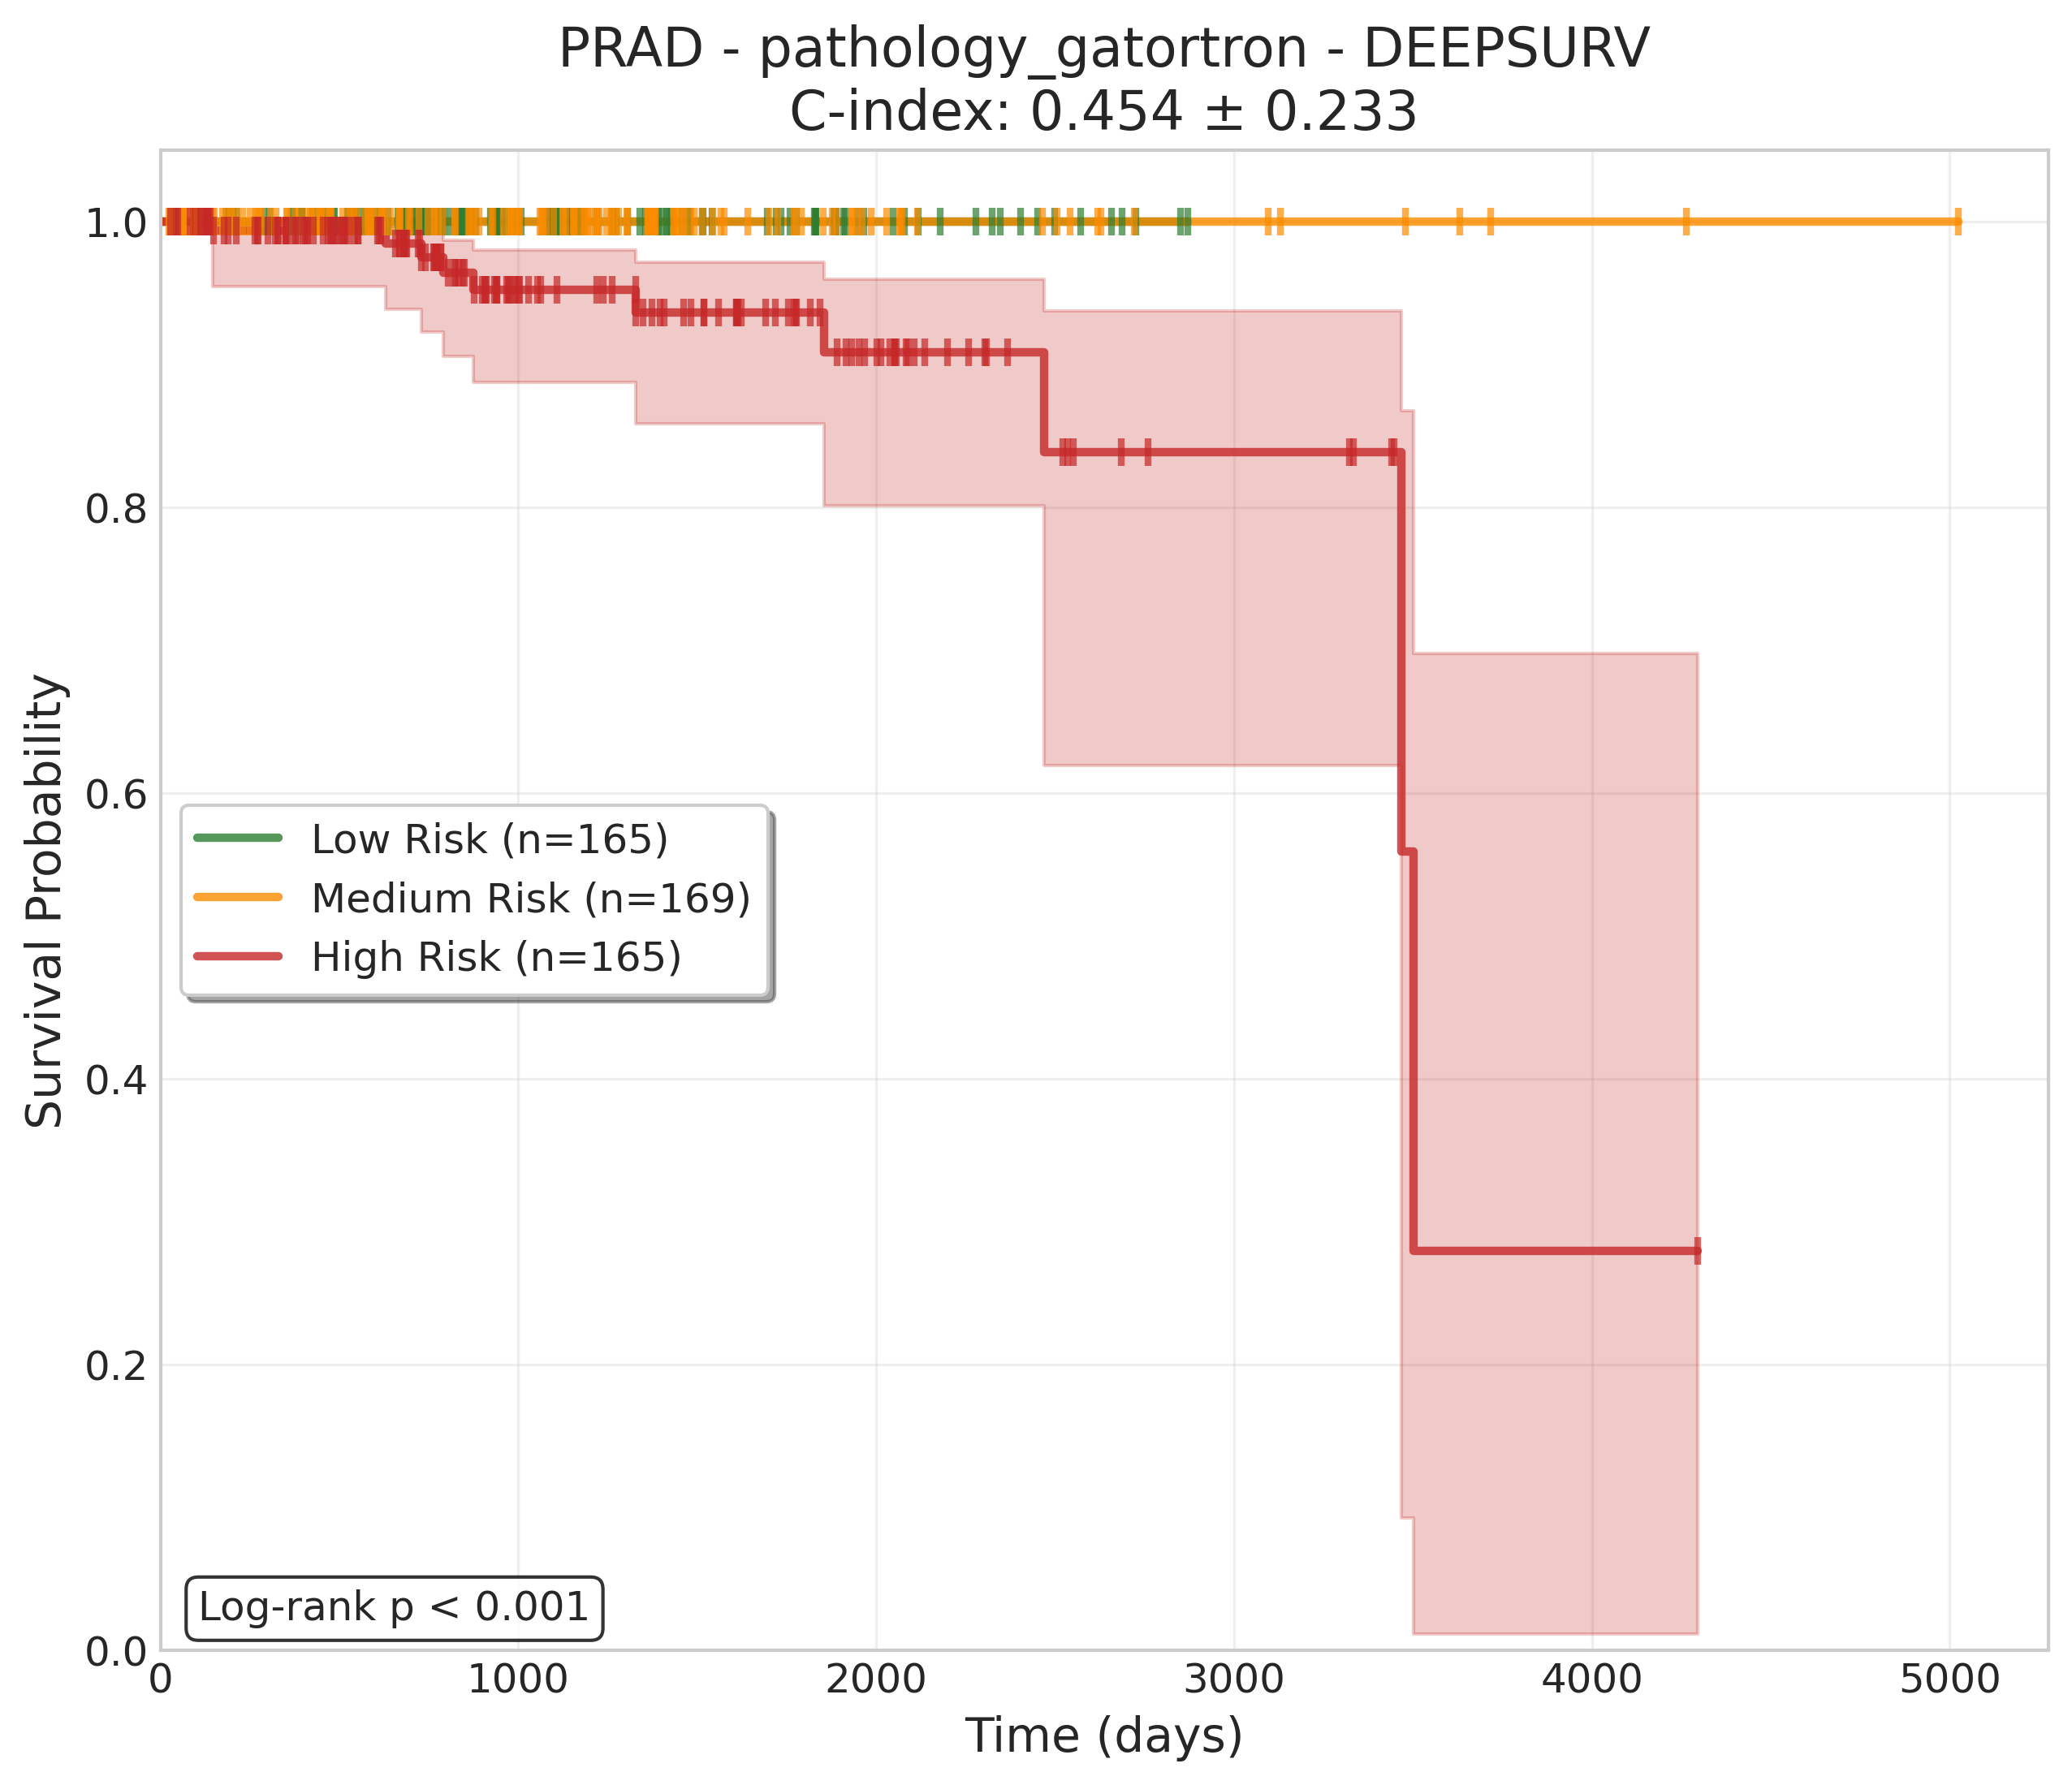 PRAD - pathology_gatortron - DEEPSURV
C-index: 0.454 ± 0.233
Survival Probability
1.0
0.8
0.6
0.4
0.2
0.0
Low Risk (n=165)
Medium Risk (n=169)
High Risk (n=165)
Log-rank p < 0.001
0
1000
2000
3000
4000
5000
Time (days)